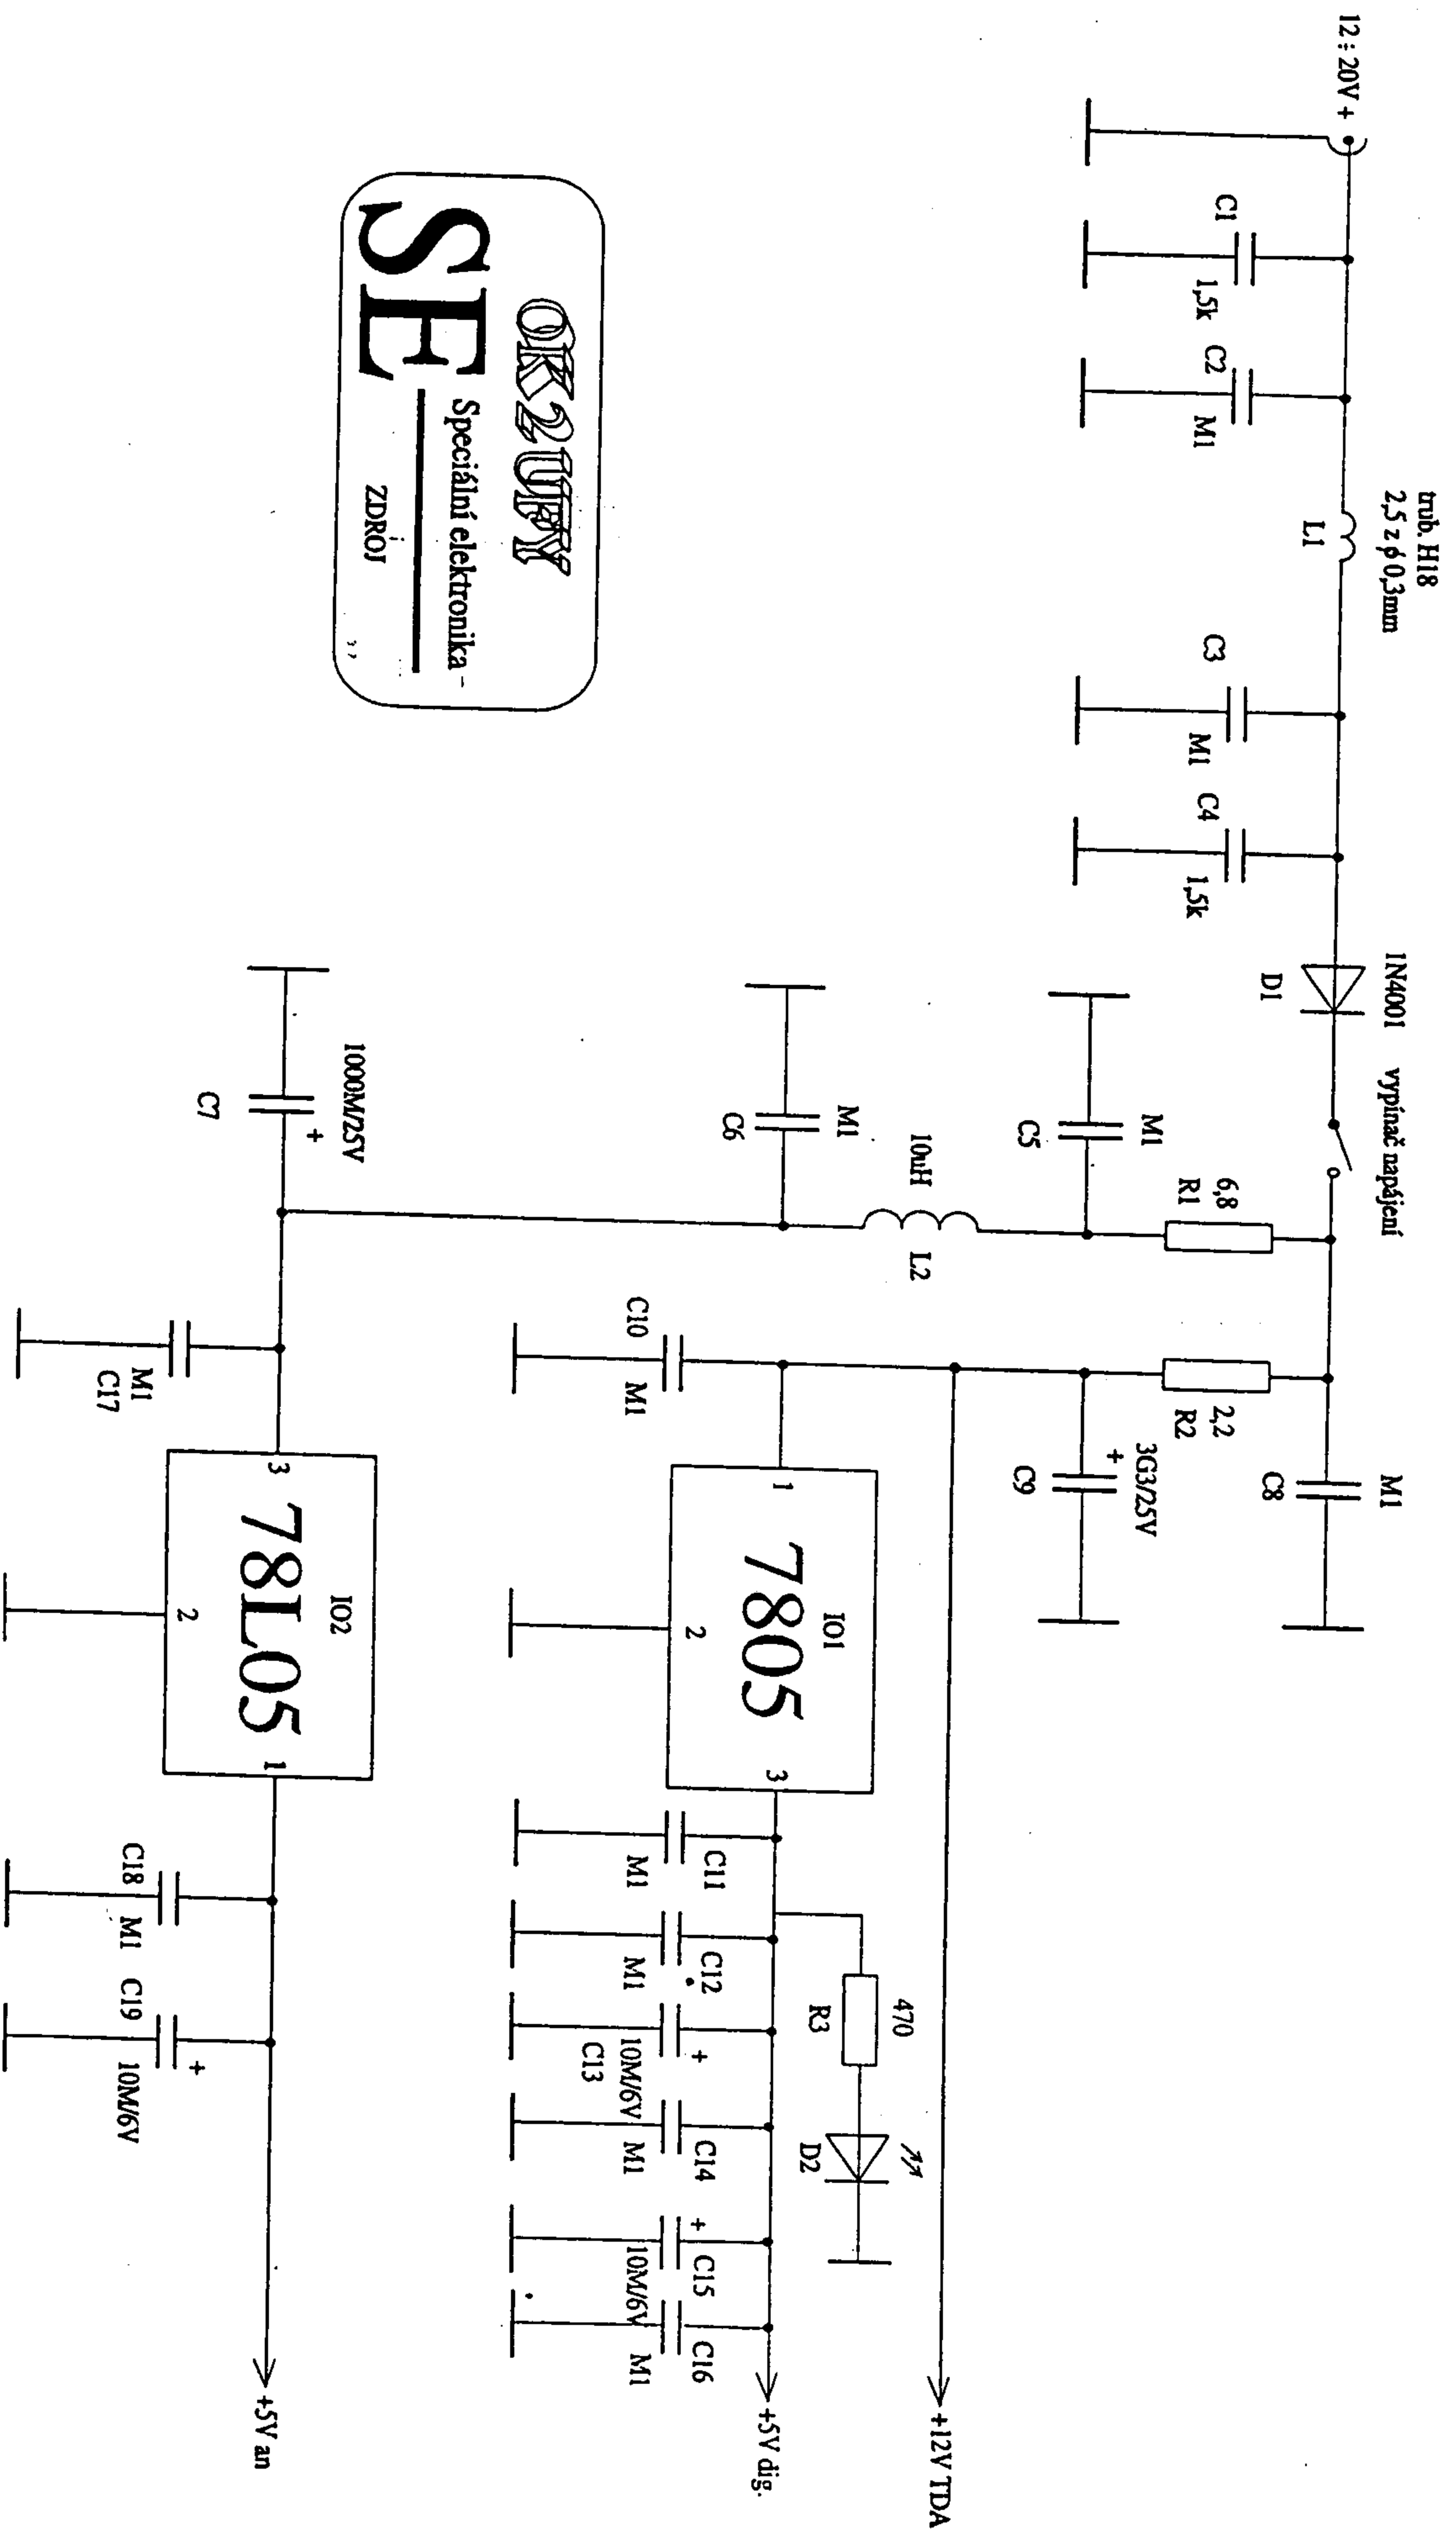 trub. H18
2,5 z ϕ 0,3mm
12 ÷ 20V +
L1
C1
1,5k
C2
M1
C3
M1
C4
1,5k
1N4001
D1
vypínač napájení
6,8
R1
2,2
R2
M1
C8
M1
C5
3G3/25V
+
C9
10uH
L2
M1
C6
C10
M1
IO1
7805
1
2
3
470
R3
D2
+12V TDA
C11
M1
C12
M1
+
10M/6V
C13
C14
M1
+
C15
10M/6V
C16
M1
+5V dig.
1000M/25V
+
C7
M1
C17
IO2
78L05
3
2
1
C18
M1
C19
+
10M/6V
+5V an
OK2UFY
SE
Speciální elektronika
ZDROJ